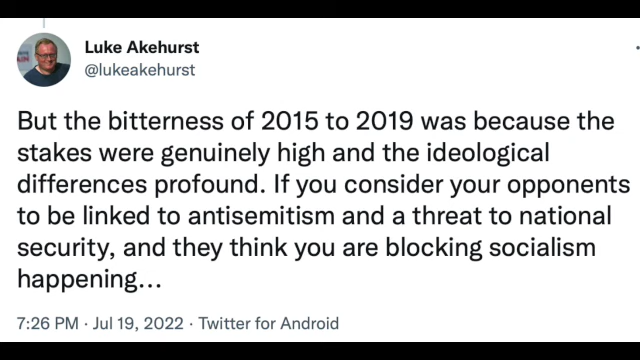 Luke Akehurst
@lukeakehurst
But the bitterness of 2015 to 2019 was because the
stakes were genuinely high and the ideological
differences profound. If you consider your opponents
to be linked to antisemitism and a threat to national
security, and they think you are blocking socialism
happening...
7:26 PM · Jul 19, 2022 · Twitter for Android